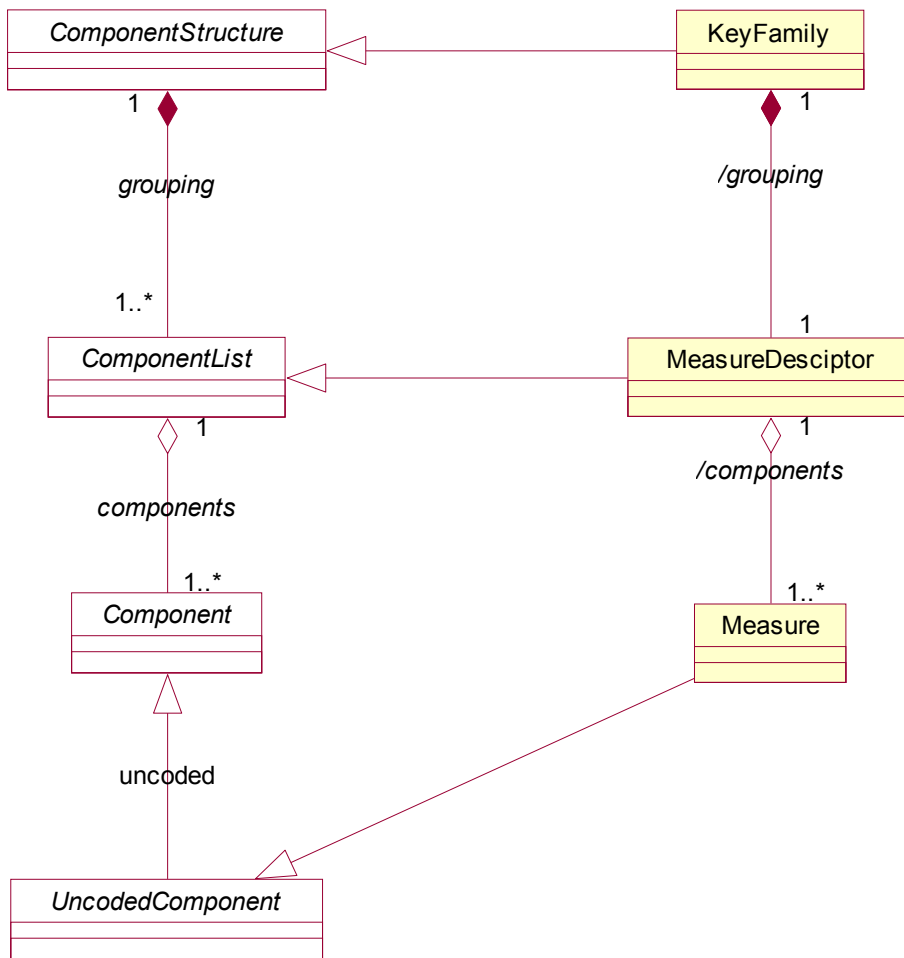 ComponentStructure
KeyFamily
1
1
grouping
/grouping
1..*
1
ComponentList
MeasureDesciptor
1
1
/components
components
1..*
1..*
Component
Measure
uncoded
UncodedComponent